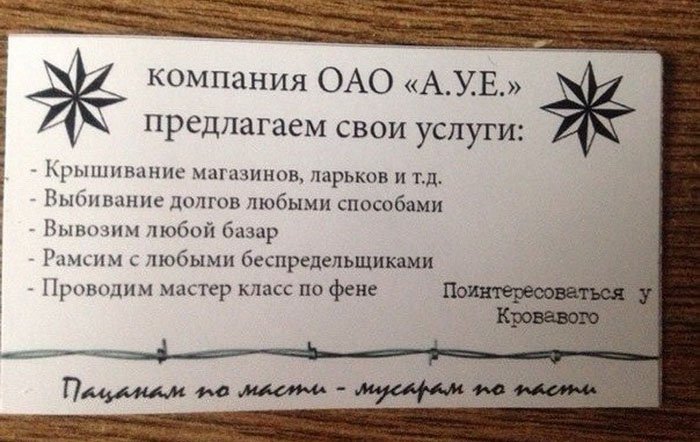 компания ОАО «А.У.Е.»
предлагаем свои услуги:
- Крышивание магазинов, ларьков и т.д.
- Выбивание долгов любыми способами
- Вывозим любой базар
- Рамсим с любыми беспредельщиками
- Проводим мастер класс по фене
Поинтересоваться у
Кровавого
Пацанам по масти - мусарам по пасти